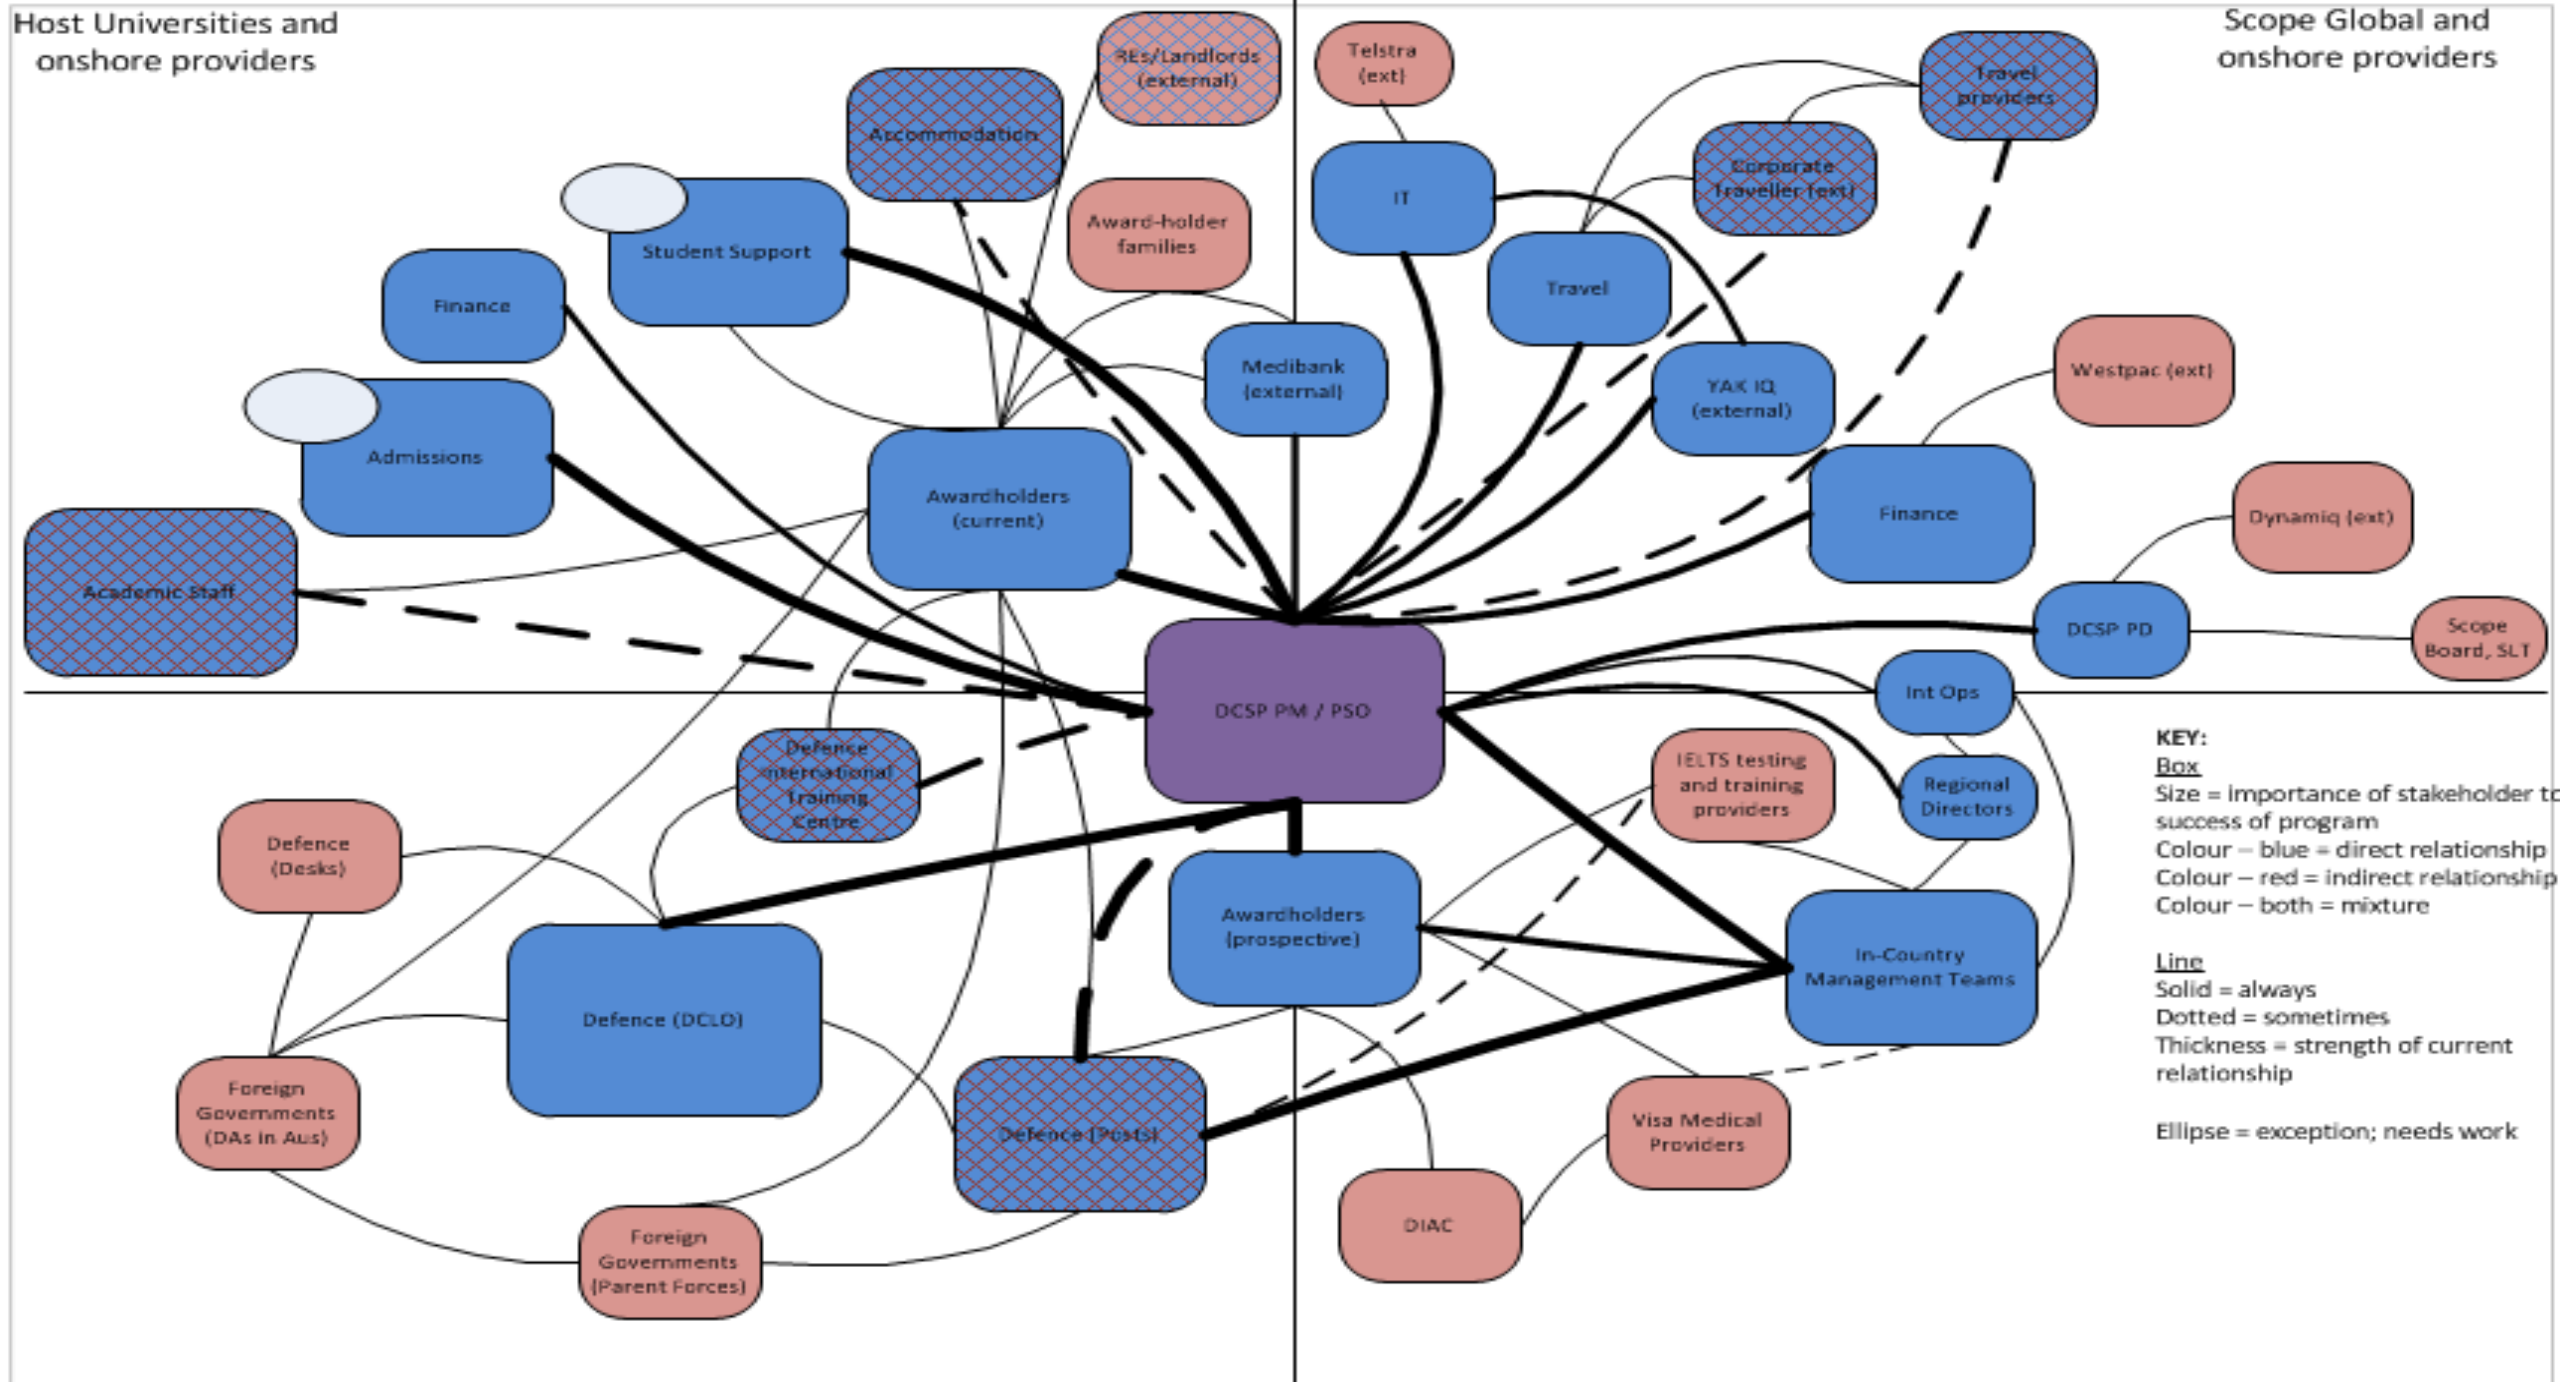 Host Universities and
onshore providers
Scope Global and
onshore providers
REs/Landlords
(external)
Telstra
(ext)
Travel
providers
Accommodation
Corporate
Traveller (ext)
IT
Award-holder
families
Student Support
Travel
Finance
Medibank
(external)
YAK IQ
(external)
Westpac (ext)
Admissions
Awardholders
(current)
Finance
Dynamiq (ext)
Academic Staff
DCSP PD
Scope
Board, SLT
DCSP PM / PSO
Int Ops
Defence
International
Training
Centre
IELTS testing
and training
providers
Regional
Directors
KEY:
Box
Size = importance of stakeholder to
success of program
Colour – blue = direct relationship
Colour – red = indirect relationship
Colour – both = mixture
Line
Solid = always
Dotted = sometimes
Thickness = strength of current
relationship
Ellipse = exception; needs work
Defence
(Desks)
Awardholders
(prospective)
In-Country
Management Teams
Defence (DCLO)
Foreign
Governments
(DAs in Aus)
Defence (Posts)
Visa Medical
Providers
DIAC
Foreign
Governments
(Parent Forces)